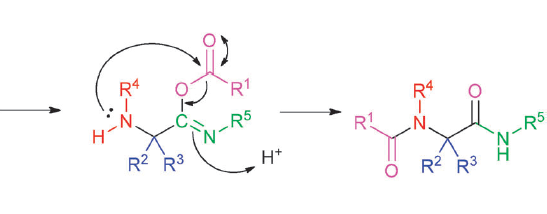 O
R⁴ O R¹
H N C N R⁵
R² R³
H⁺
R⁴ O
R¹ N N R⁵
O H
R² R³